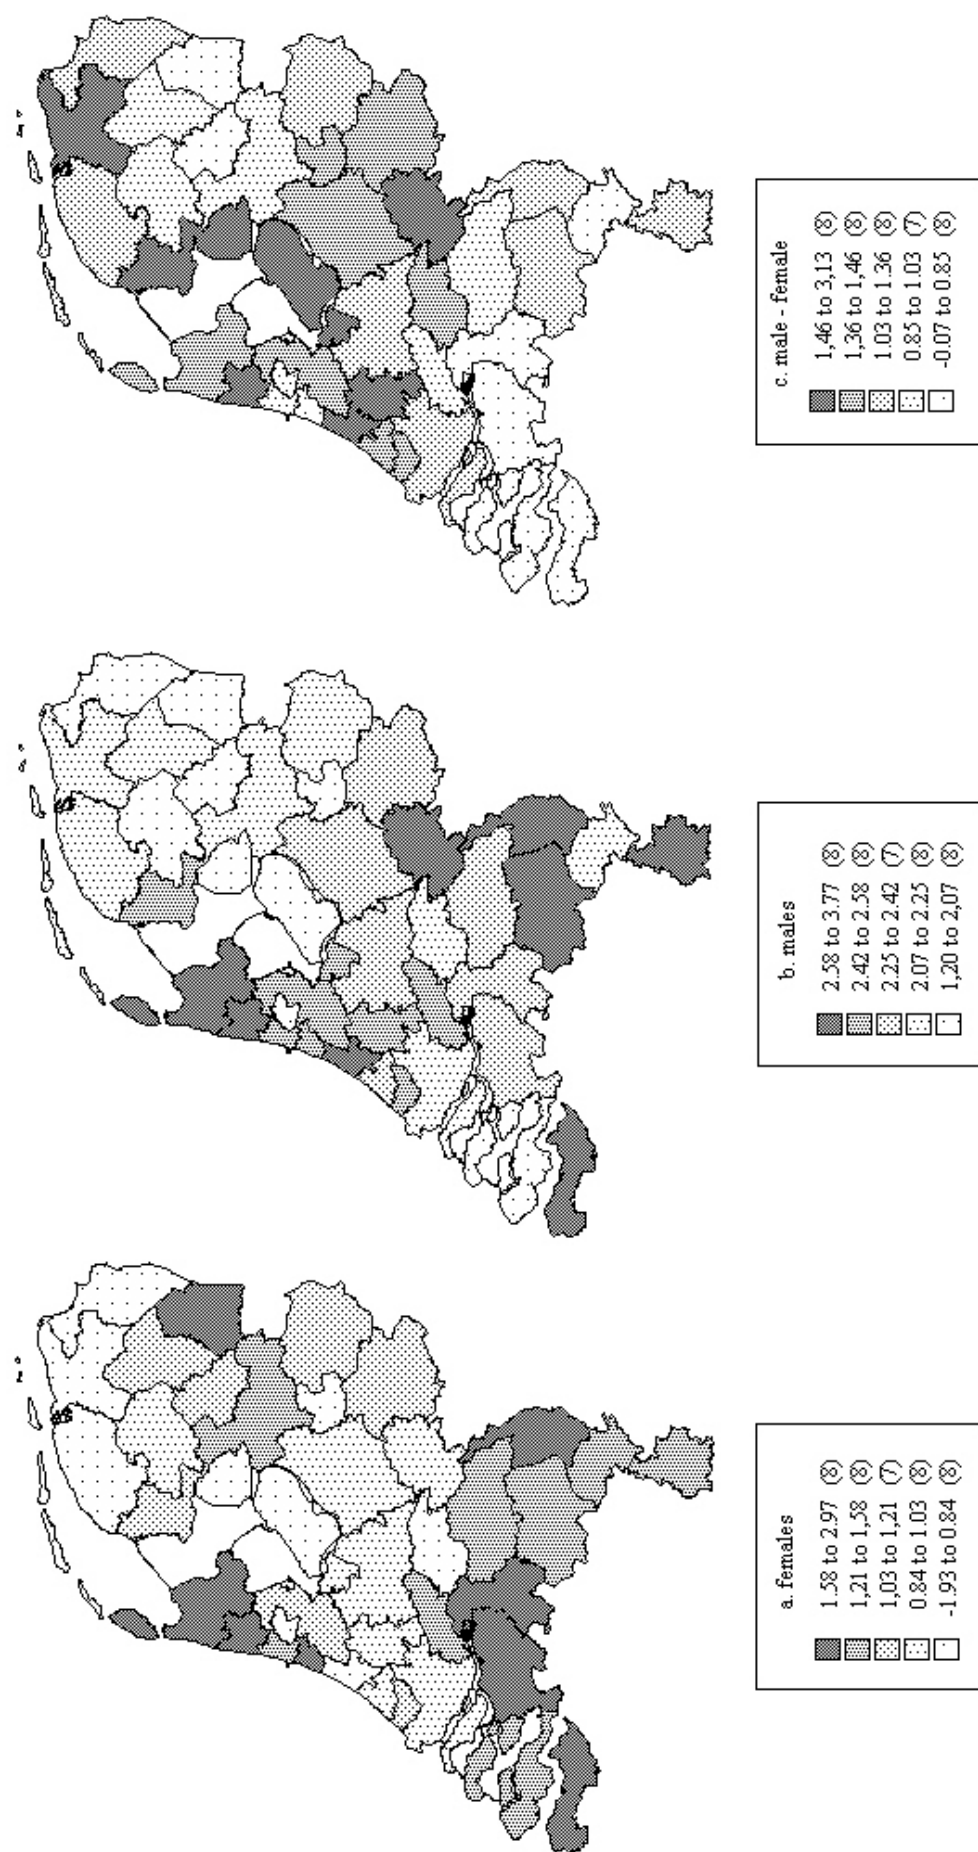 c. male - female
1,46 to 3,13 (8)
1,36 to 1,46 (8)
1.03 to 1.36 (8)
0.85 to 1.03 (7)
-0.07 to 0.85 (8)
b. males
2.58 to 3.77 (8)
2.42 to 2.58 (8)
2.25 to 2.42 (7)
2.07 to 2.25 (8)
1,20 to 2,07 (8)
a. females
1.58 to 2.97 (8)
1,21 to 1,58 (8)
1,03 to 1,21 (7)
0.84 to 1.03 (8)
-1.93 to 0.84 (8)